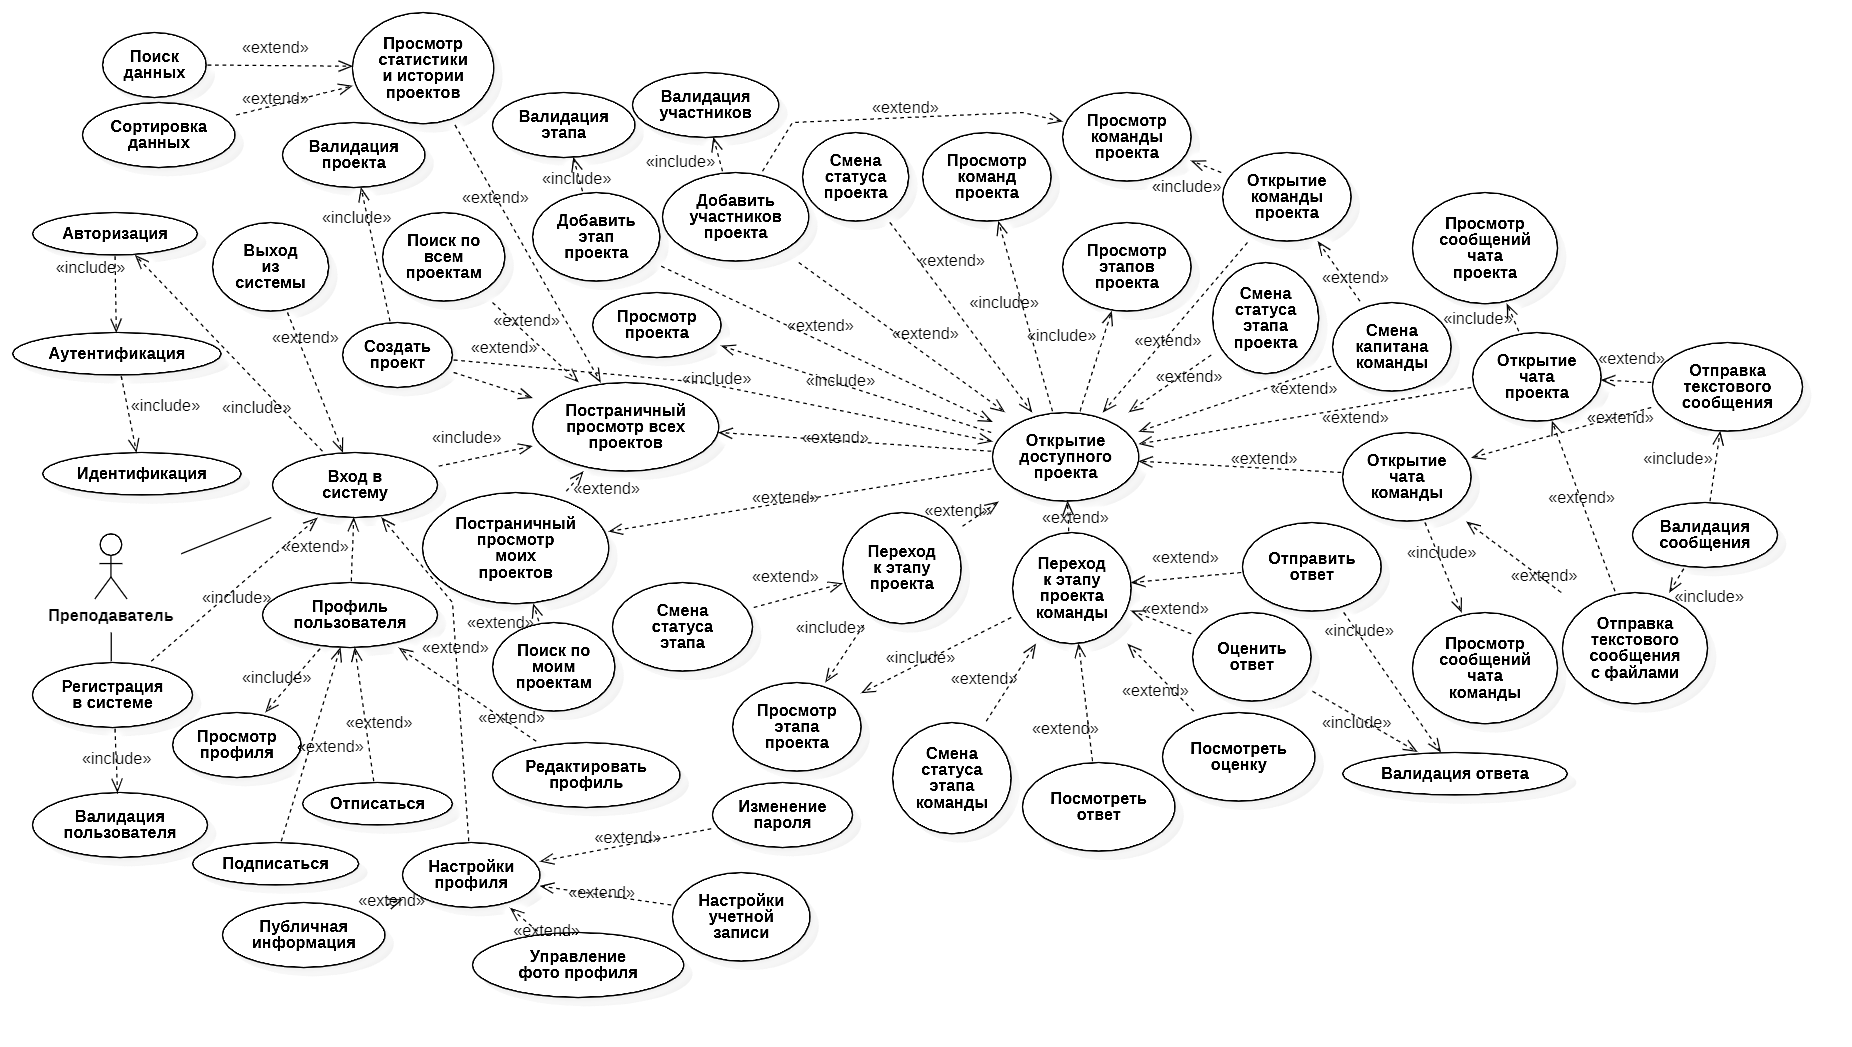 Поиск
данных
«extend»
Просмотр
статистики
и истории
проектов
Сортировка
данных
«extend»
Валидация
проекта
Валидация
этапа
Валидация
участников
«extend»
Просмотр
команды
проекта
«include»
«include»
«include»
«extend»
Смена
статуса
проекта
Просмотр
команд
проекта
«include»
Открытие
команды
проекта
Авторизация
«include»
Выход
из
системы
Поиск по
всем
проектам
Добавить
этап
проекта
Добавить
участников
проекта
«extend»
Просмотр
этапов
проекта
Просмотр
сообщений
чата
проекта
«extend»
«include»
«include»
«extend»
Смена
статуса
этапа
проекта
«include»
Аутентификация
«extend»
Создать
проект
«extend»
«extend»
Просмотр
проекта
«extend»
«extend»
«extend»
Смена
капитана
команды
Открытие
чата
проекта
«extend»
Отправка
текстового
сообщения
«include»
«include»
«include»
«include»
«extend»
«extend»
«extend»
«extend»
Идентификация
Вход в
систему
«include»
Постраничный
просмотр всех
проектов
«extend»
Открытие
доступного
проекта
«extend»
Открытие
чата
команды
«include»
«extend»
«extend»
«extend»
«extend»
«extend»
Преподаватель
«extend»
Постраничный
просмотр
моих
проектов
Переход
к этапу
проекта
Переход
к этапу
проекта
команды
«extend»
Отправить
ответ
«include»
Валидация
сообщения
«extend»
«include»
«include»
Профиль
пользователя
«extend»
«extend»
Смена
статуса
этапа
«extend»
«include»
«extend»
Оценить
ответ
«include»
Просмотр
сообщений
чата
команды
Отправка
текстового
сообщения
с файлами
Регистрация
в системе
«include»
Поиск по
моим
проектам
«include»
«extend»
«extend»
«include»
Просмотр
профиля
«extend»
«extend»
«extend»
Просмотр
этапа
проекта
«extend»
«include»
Валидация
пользователя
Отписаться
Редактировать
профиль
Смена
статуса
этапа
команды
Посмотреть
ответ
Посмотреть
оценку
Валидация ответа
Подписаться
Настройки
профиля
«extend»
Изменение
пароля
«extend»
«extend»
Настройки
учетной
записи
Публичная
информация
«extend»
Управление
фото профиля